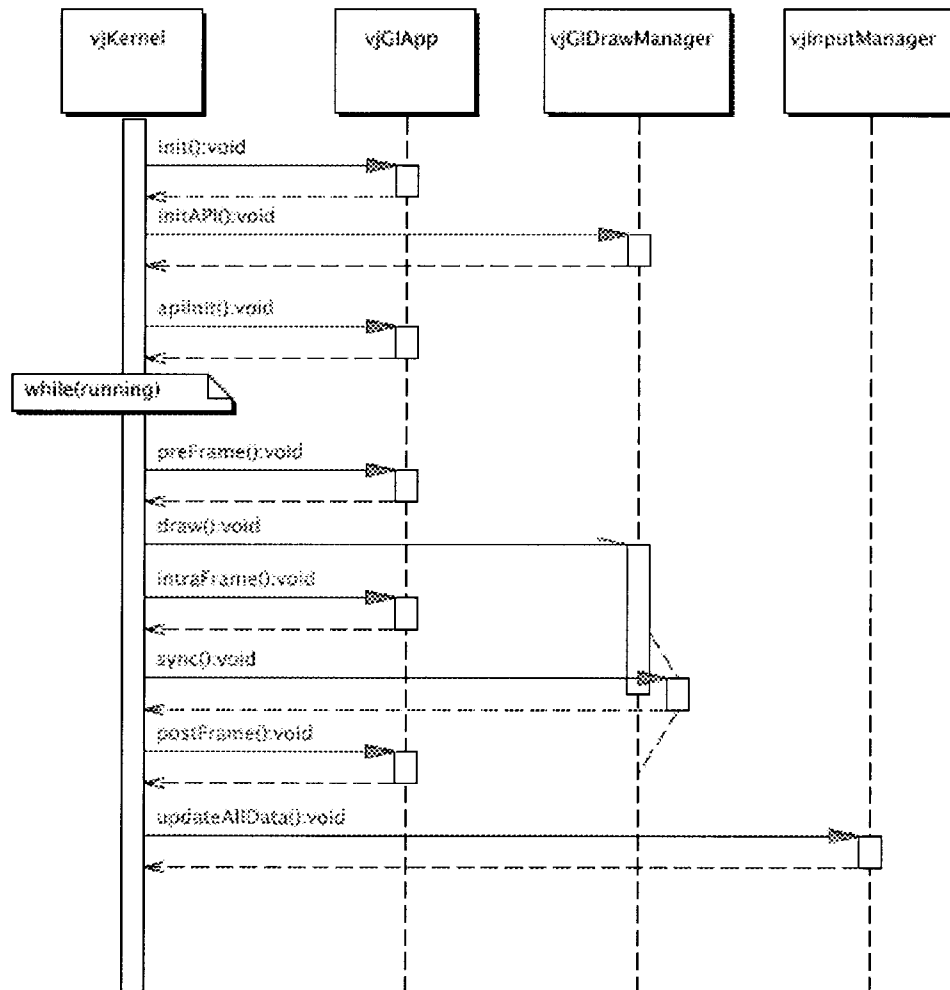 vjKernel
vjGlApp
vjGlDrawManager
vjInputManager
init():void
initAPI():void
apiInit():void
while(running)
preFrame():void
draw():void
intraFrame():void
sync():void
postFrame():void
updateAllData():void